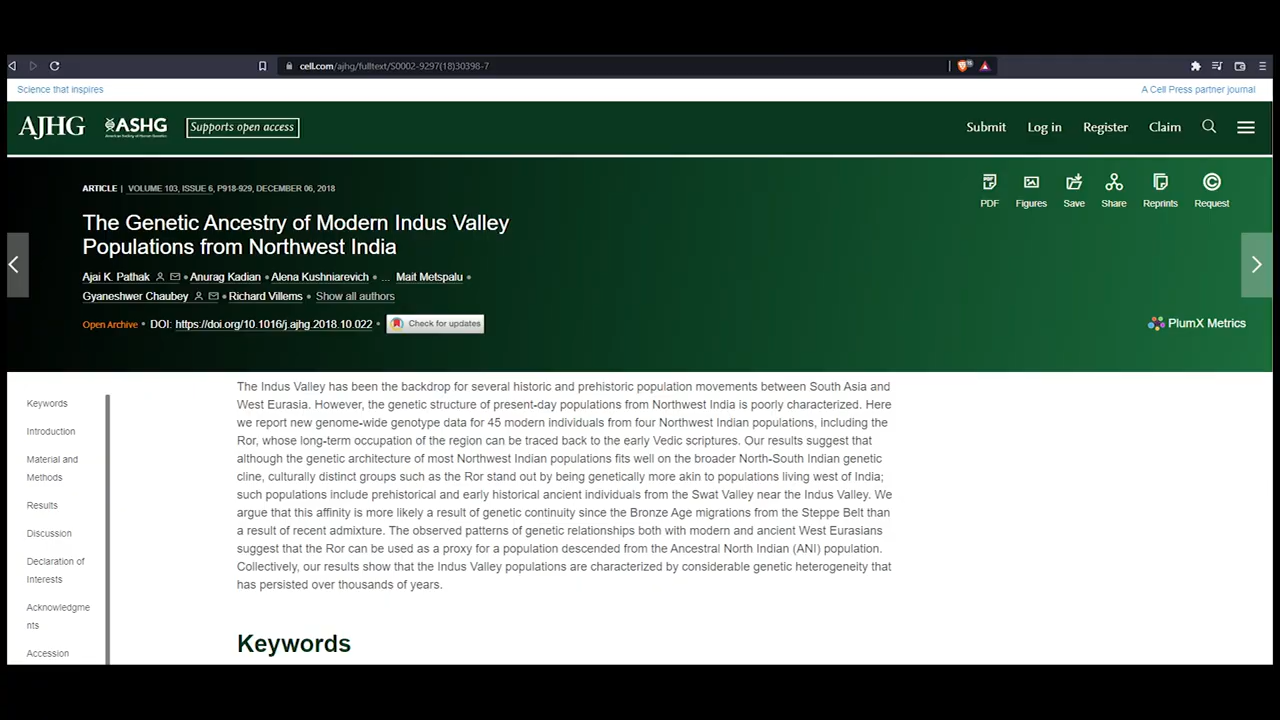 cell.com/ajhg/fulltext/S0002-9297(18)30398-7
Science that inspires
A Cell Press partner journal
AJHG
ASHG
Supports open access
Submit
Log in
Register
Claim
ARTICLE | VOLUME 103, ISSUE 6, P918-929, DECEMBER 06, 2018
PDF
Figures
Save
Share
Reprints
Request
The Genetic Ancestry of Modern Indus Valley
Populations from Northwest India
Ajai K. Pathak • Anurag Kadian • Alena Kushniarevich • ... Mait Metspalu •
Gyaneshwer Chaubey • Richard Villems • Show all authors
Open Archive • DOI: https://doi.org/10.1016/j.ajhg.2018.10.022 • Check for updates
PlumX Metrics
Keywords
Introduction
Material and
Methods
Results
Discussion
Declaration of
Interests
Acknowledgme
nts
Accession
The Indus Valley has been the backdrop for several historic and prehistoric population movements between South Asia and
West Eurasia. However, the genetic structure of present-day populations from Northwest India is poorly characterized. Here
we report new genome-wide genotype data for 45 modern individuals from four Northwest Indian populations, including the
Ror, whose long-term occupation of the region can be traced back to the early Vedic scriptures. Our results suggest that
although the genetic architecture of most Northwest Indian populations fits well on the broader North-South Indian genetic
cline, culturally distinct groups such as the Ror stand out by being genetically more akin to populations living west of India;
such populations include prehistorical and early historical ancient individuals from the Swat Valley near the Indus Valley. We
argue that this affinity is more likely a result of genetic continuity since the Bronze Age migrations from the Steppe Belt than
a result of recent admixture. The observed patterns of genetic relationships both with modern and ancient West Eurasians
suggest that the Ror can be used as a proxy for a population descended from the Ancestral North Indian (ANI) population.
Collectively, our results show that the Indus Valley populations are characterized by considerable genetic heterogeneity that
has persisted over thousands of years.
Keywords